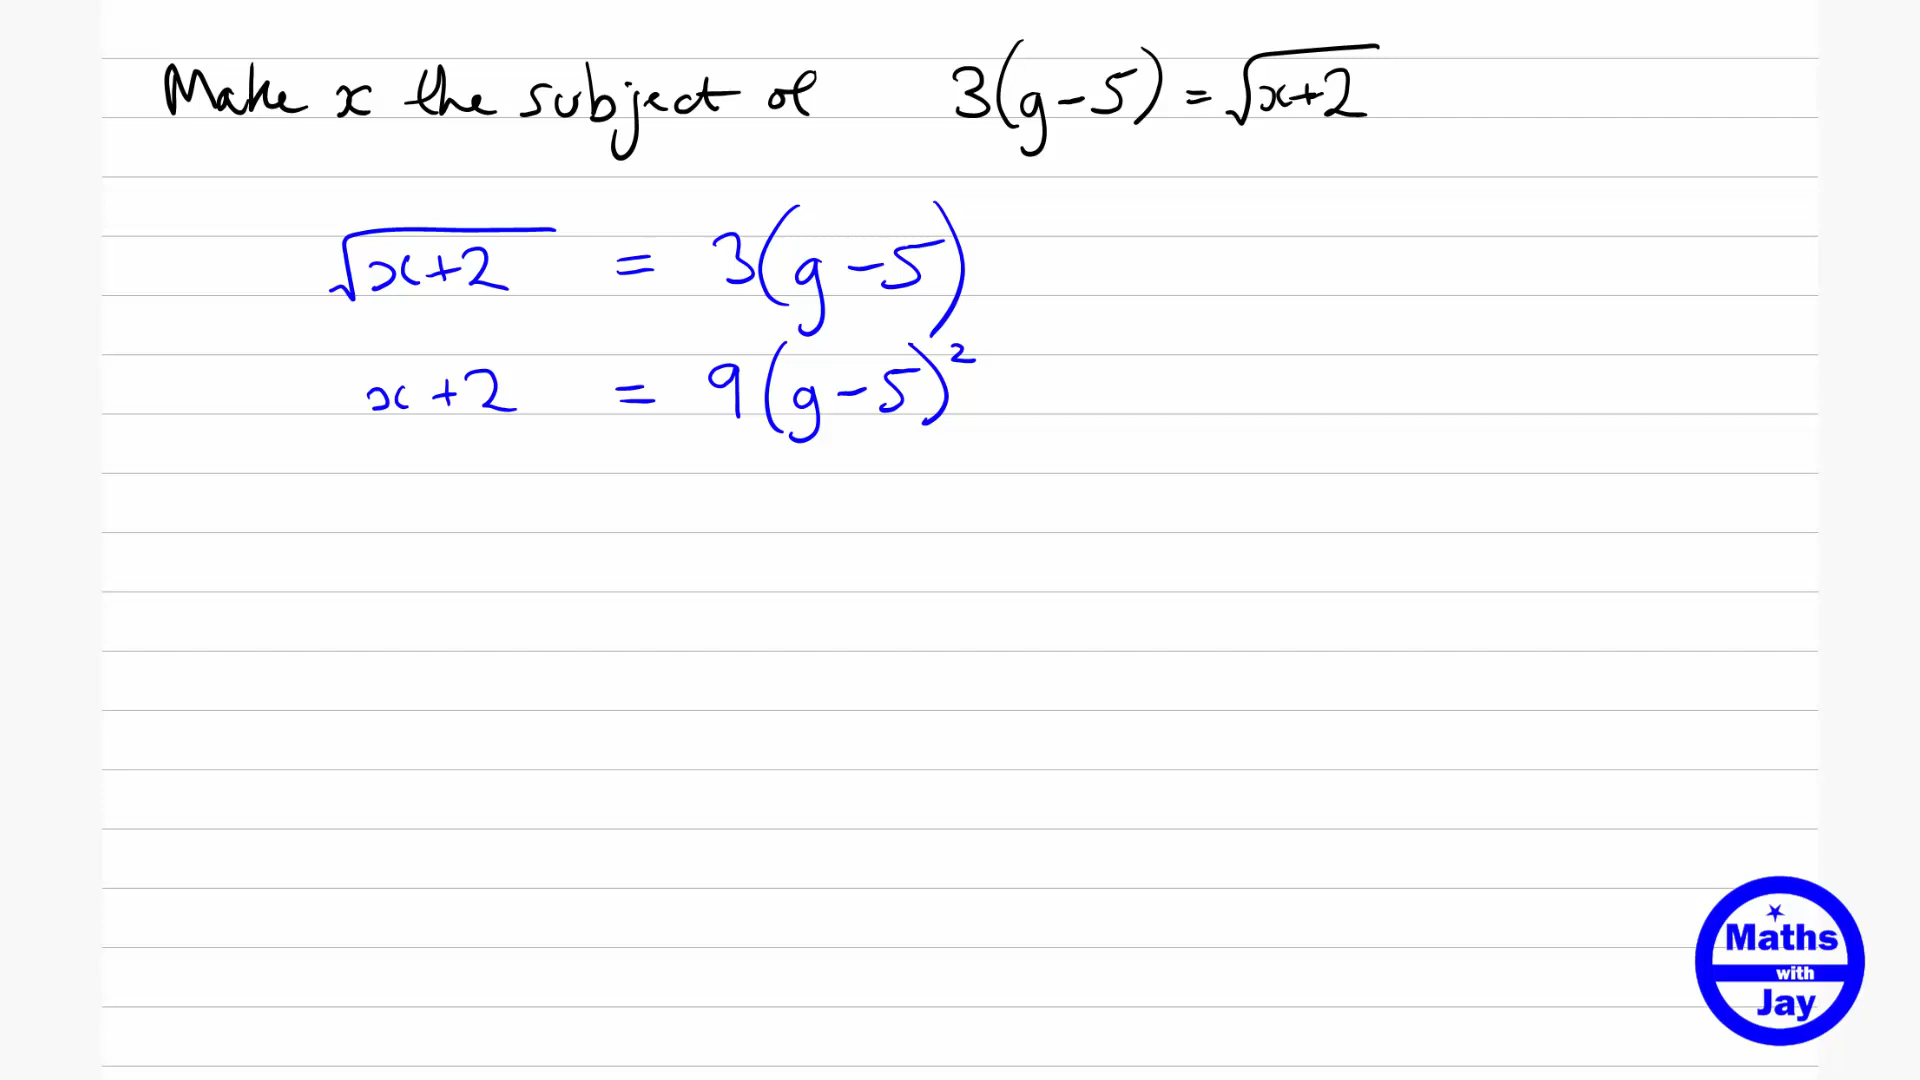 Make x the subject of 3(g-5) = √x+2
√x+2 = 3(g-5)
x+2 = 9(g-5)²
Maths
with
Jay